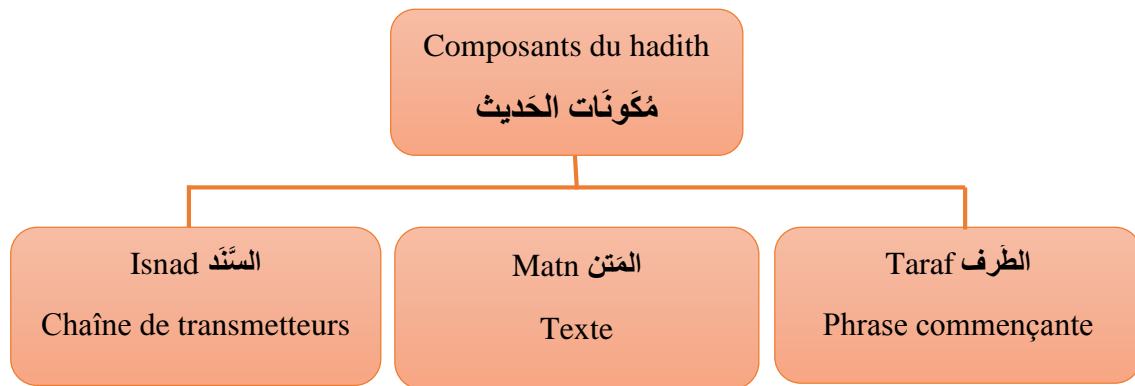 Composants du hadith
مُكَونَات الحَديث
Isnad السَّنَد
Chaîne de transmetteurs
Matn المَتن
Texte
Taraf الطَرف
Phrase commençante